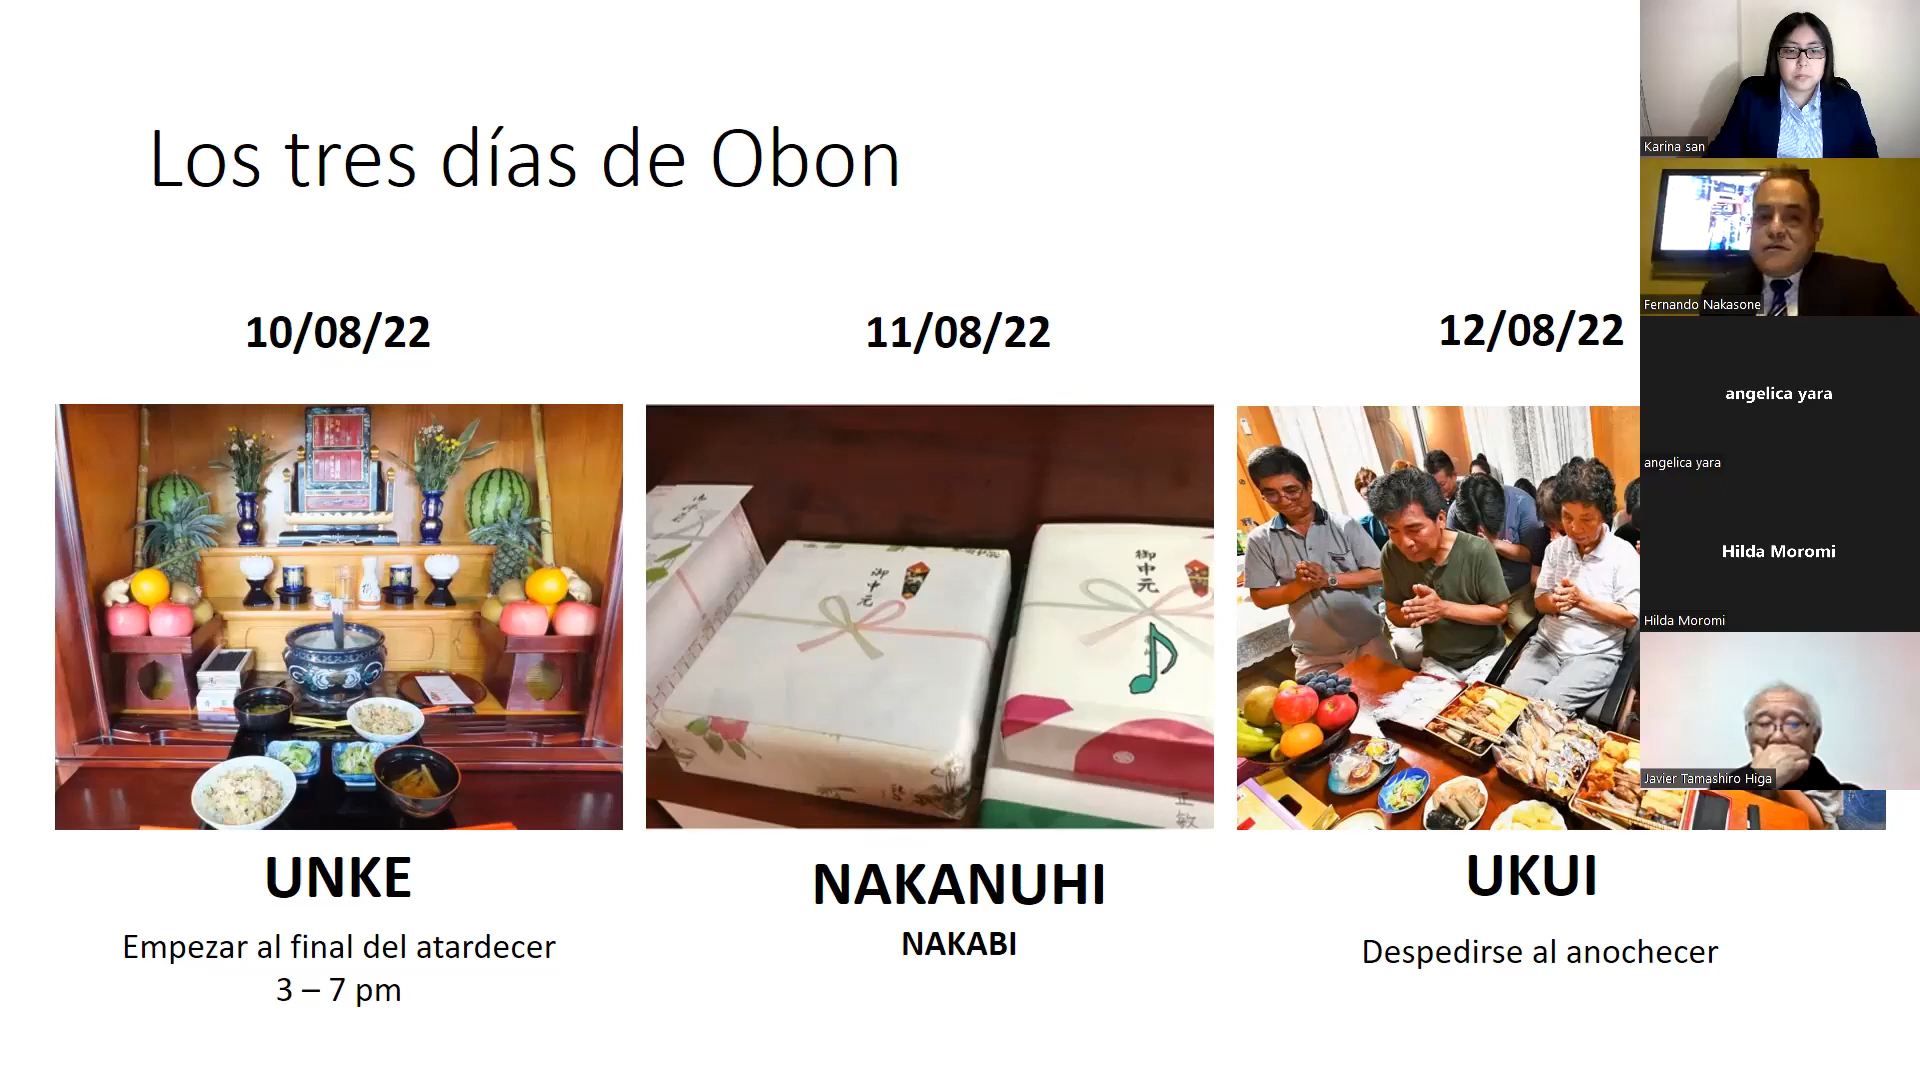 Los tres días de Obon
10/08/22
11/08/22
12/08/22
御中元
御中元
正敏
UNKE
Empezar al final del atardecer
3 – 7 pm
NAKANUHI
NAKABI
UKUI
Despedirse al anochecer
Karina san
Fernando Nakasone
angelica yara
angelica yara
Hilda Moromi
Hilda Moromi
Javier Tamashiro Higa